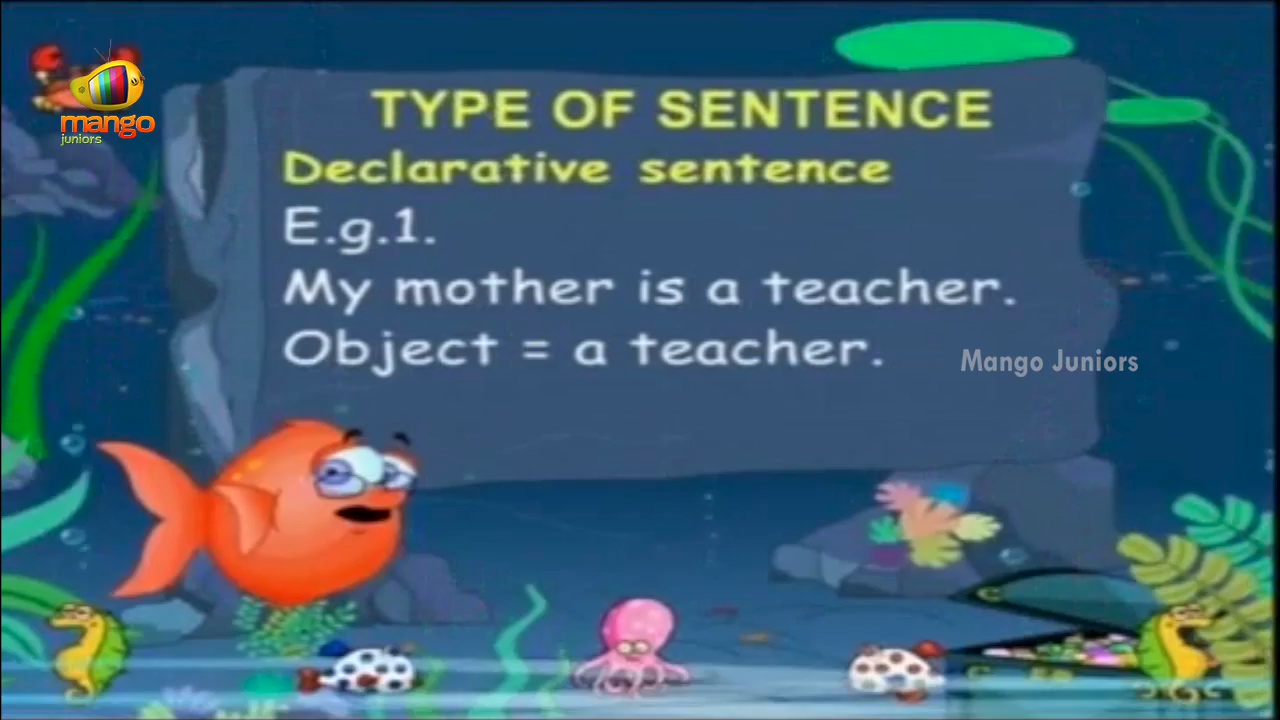 mango
juniors
TYPE OF SENTENCE
Declarative sentence
E.g.1.
My mother is a teacher.
Object = a teacher.
Mango Juniors